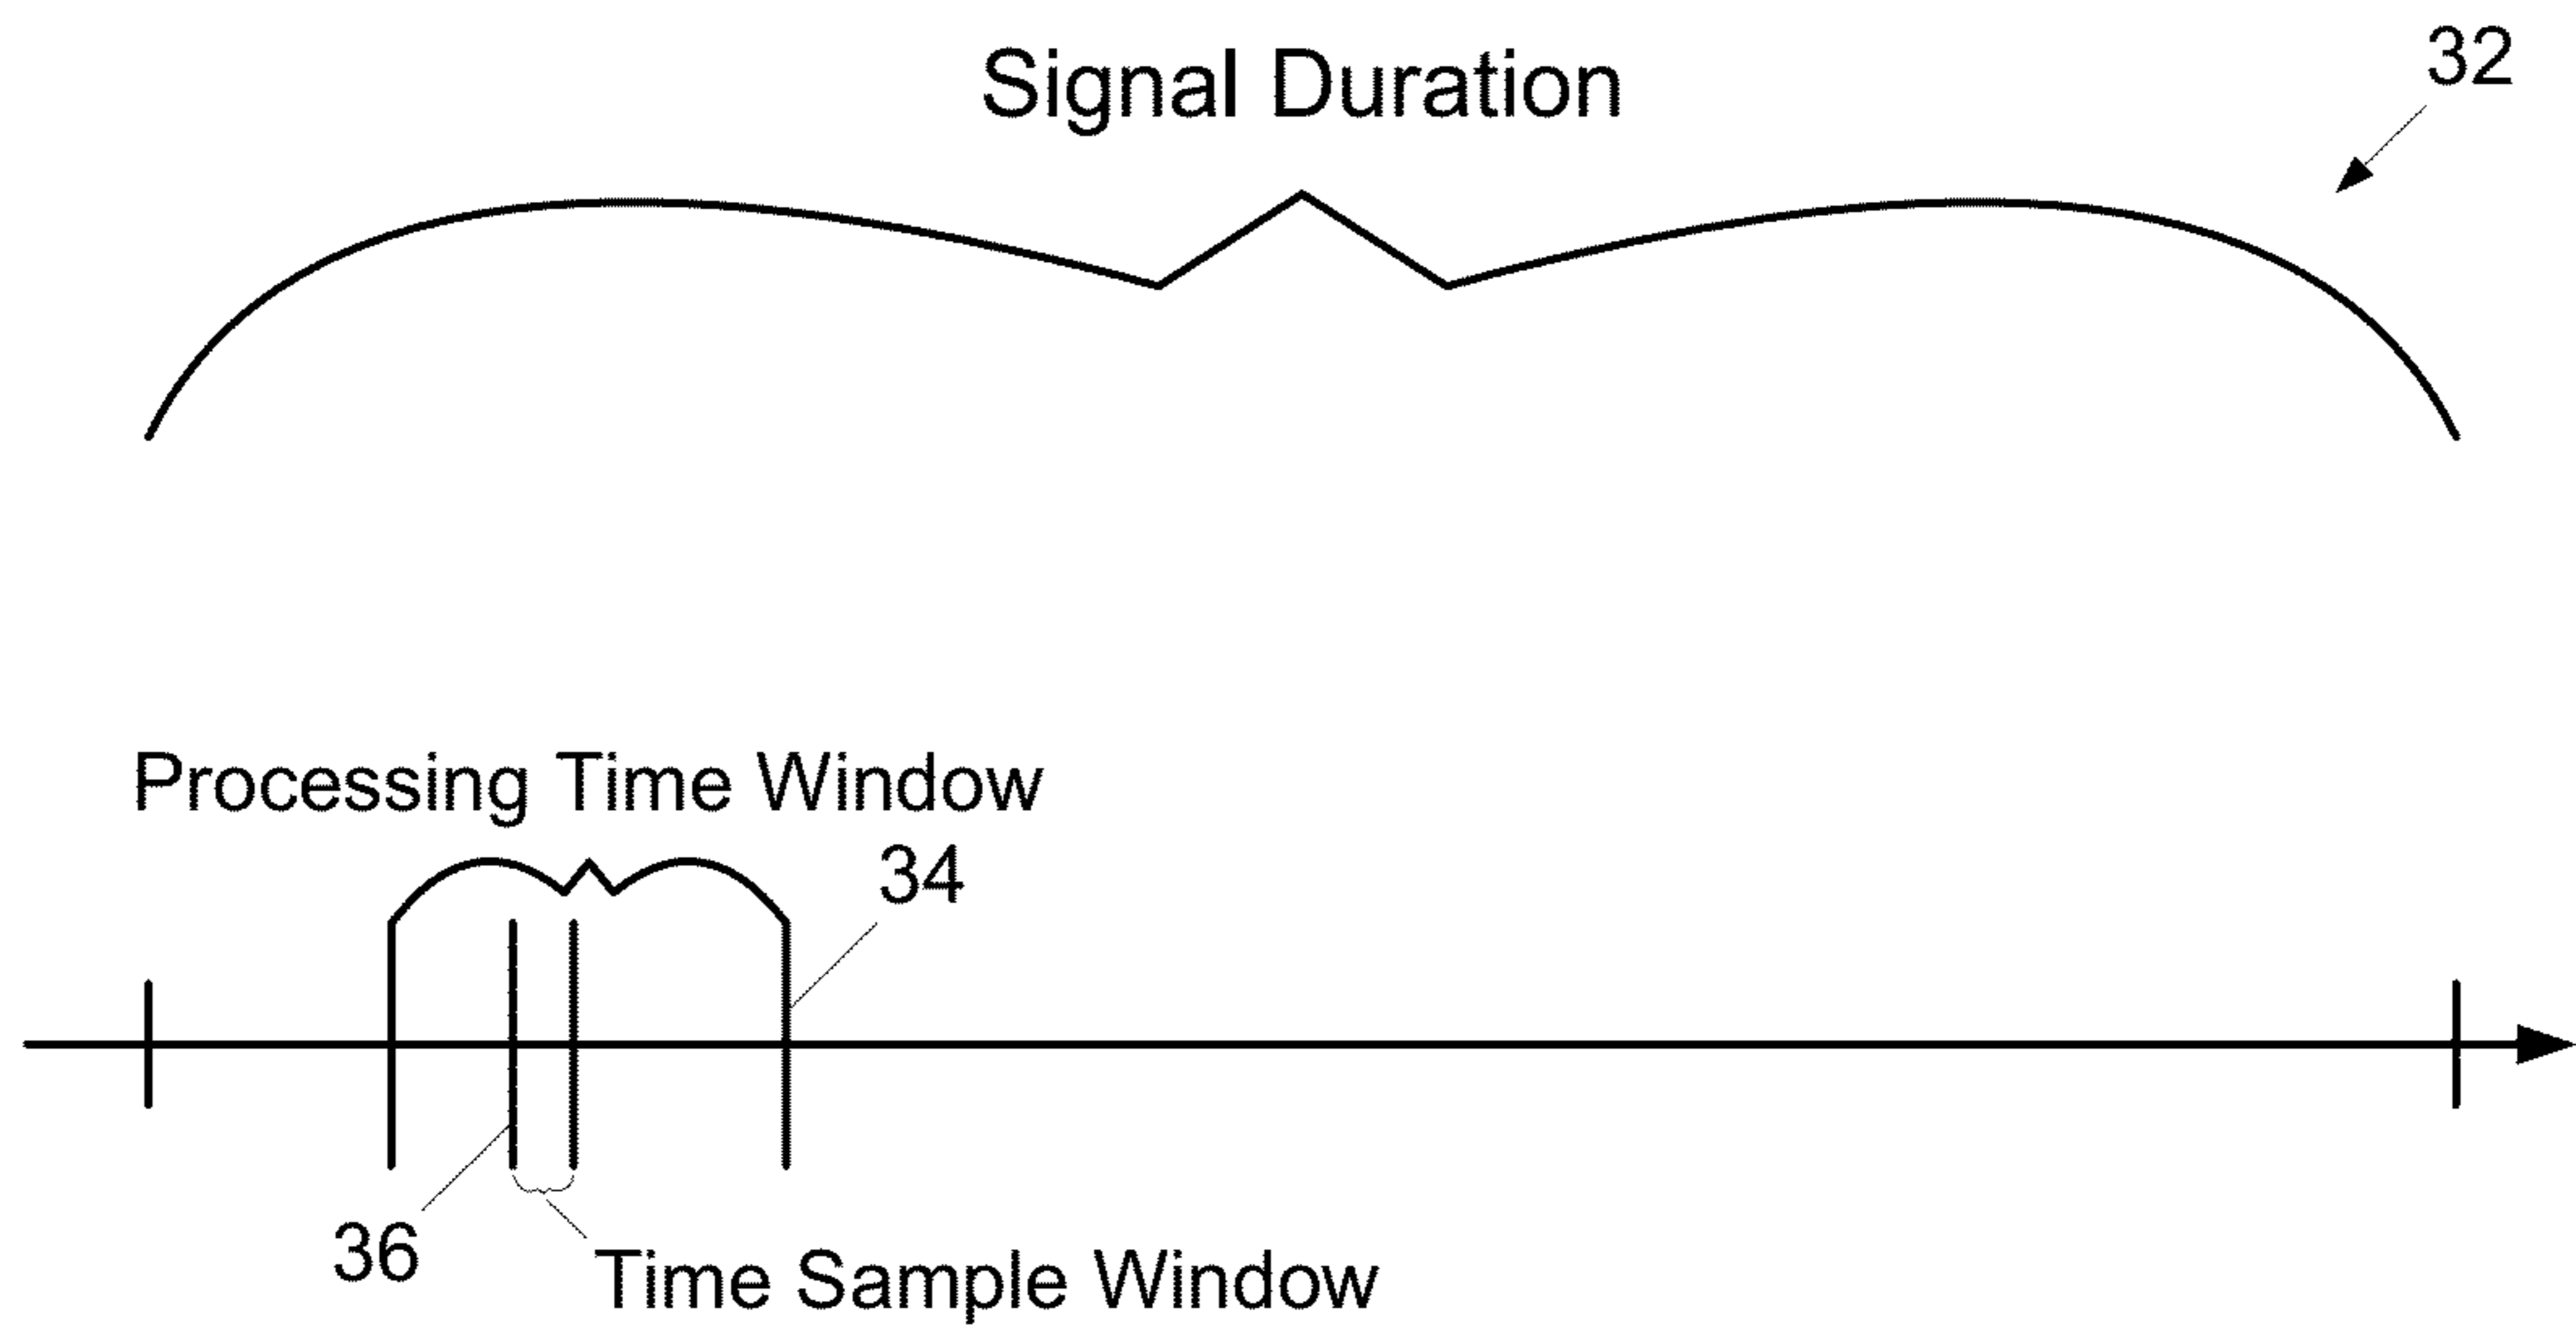 32
Signal Duration
Processing Time Window
34
36
Time Sample Window